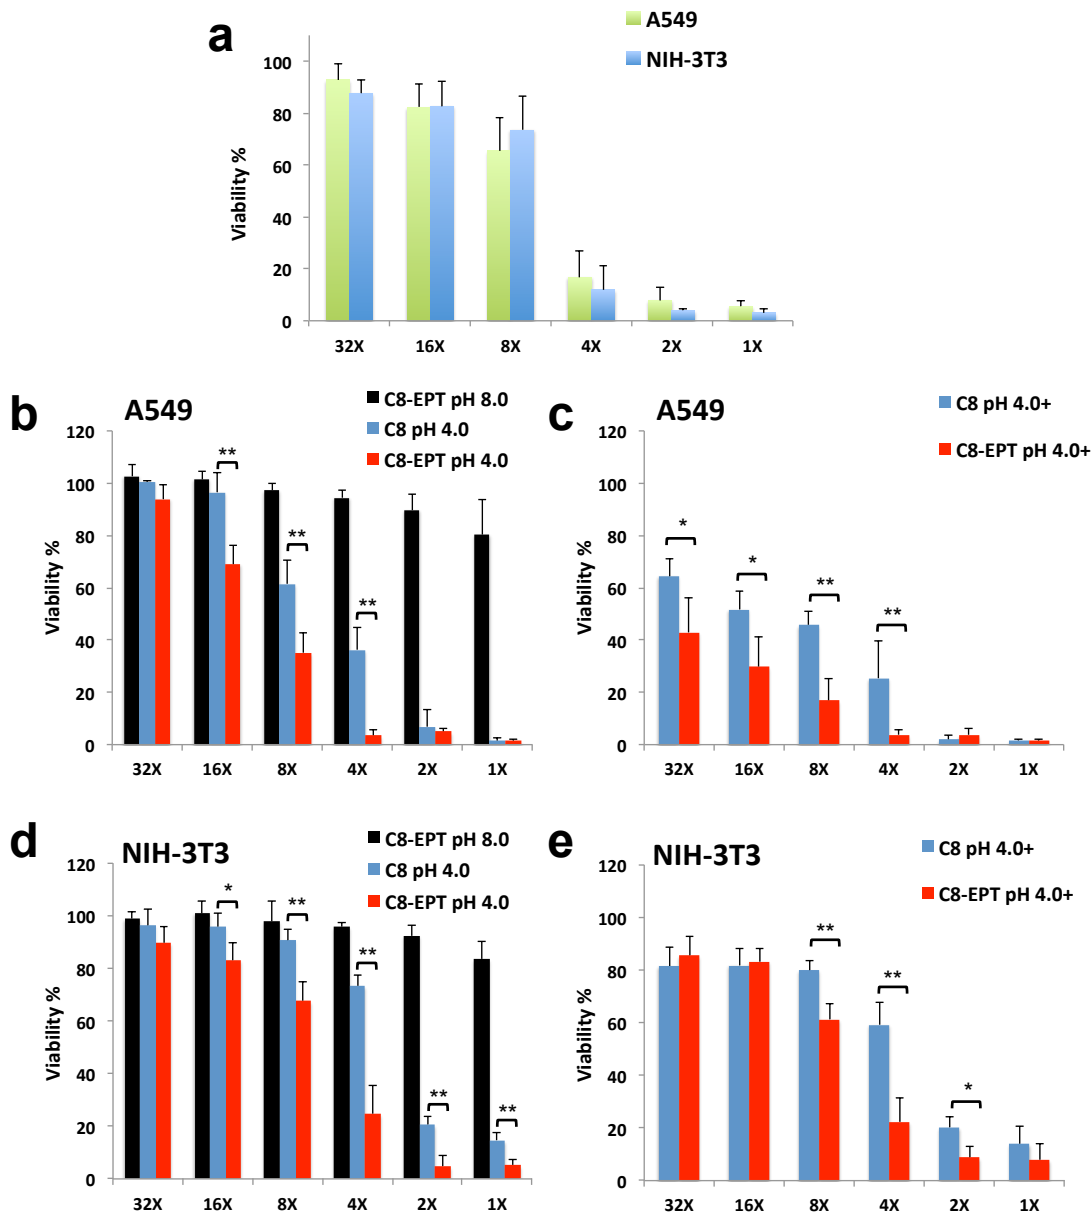 a
A549
NIH-3T3
Viability %
100
80
60
40
20
0
32X 16X 8X 4X 2X 1X
b
A549
C8-EPT pH 8.0
C8 pH 4.0
C8-EPT pH 4.0
Viability %
120
100
80
60
40
20
0
**
**
**
32X 16X 8X 4X 2X 1X
c
A549
C8 pH 4.0+
C8-EPT pH 4.0+
Viability %
120
100
80
60
40
20
0
*
*
**
**
32X 16X 8X 4X 2X 1X
d
NIH-3T3
C8-EPT pH 8.0
C8 pH 4.0
C8-EPT pH 4.0
Viability %
120
100
80
60
40
20
0
*
**
**
**
**
32X 16X 8X 4X 2X 1X
e
NIH-3T3
C8 pH 4.0+
C8-EPT pH 4.0+
Viability %
120
100
80
60
40
20
0
**
**
*
32X 16X 8X 4X 2X 1X